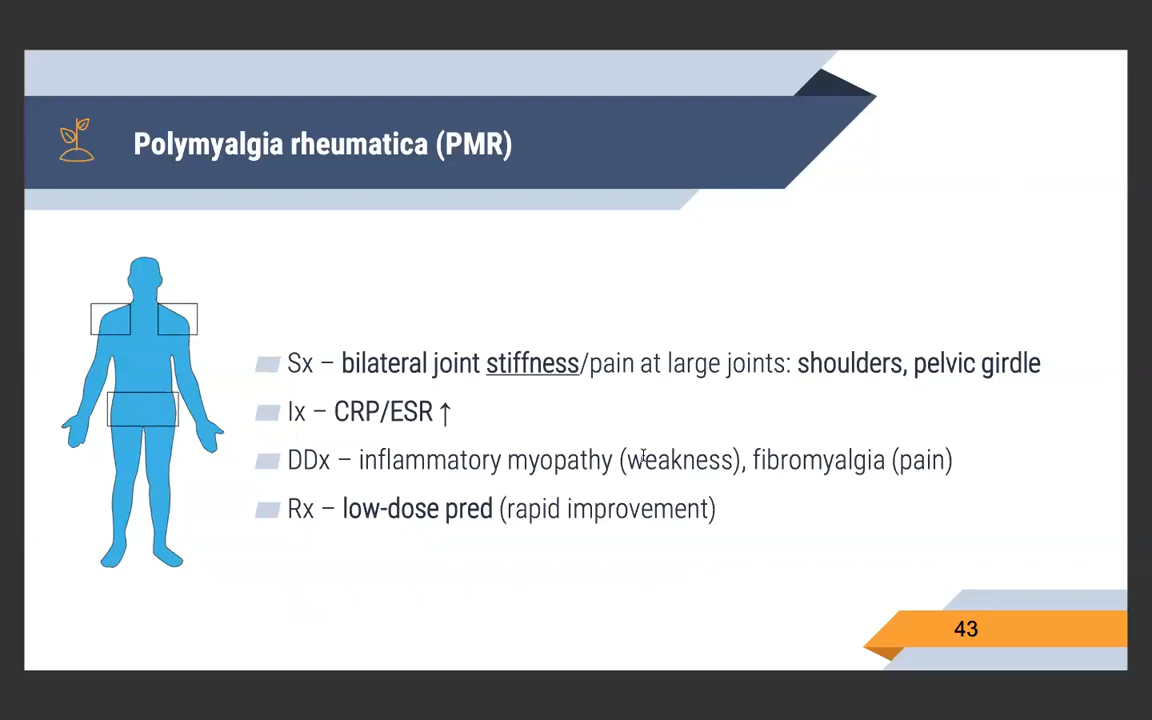 Polymyalgia rheumatica (PMR)
Sx – bilateral joint stiffness/pain at large joints: shoulders, pelvic girdle
Ix – CRP/ESR ↑
DDx – inflammatory myopathy (weakness), fibromyalgia (pain)
Rx – low-dose pred (rapid improvement)
43